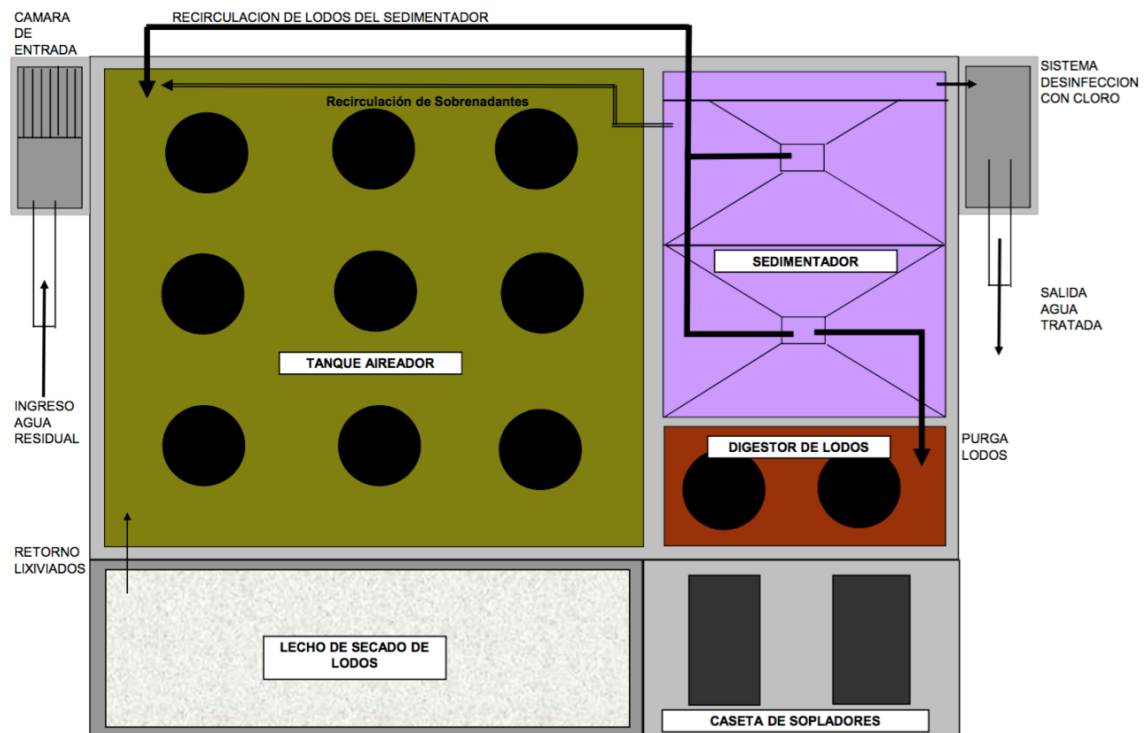 CAMARA
DE
ENTRADA
RECIRCULACION DE LODOS DEL SEDIMENTADOR
SISTEMA
DESINFECCION
CON CLORO
Recirculación de Sobrenadantes
SEDIMENTADOR
SALIDA
AGUA
TRATADA
TANQUE AIREADOR
INGRESO
AGUA
RESIDUAL
DIGESTOR DE LODOS
PURGA
LODOS
RETORNO
LIXIVIADOS
LECHO DE SECADO DE
LODOS
CASETA DE SOPLADORES